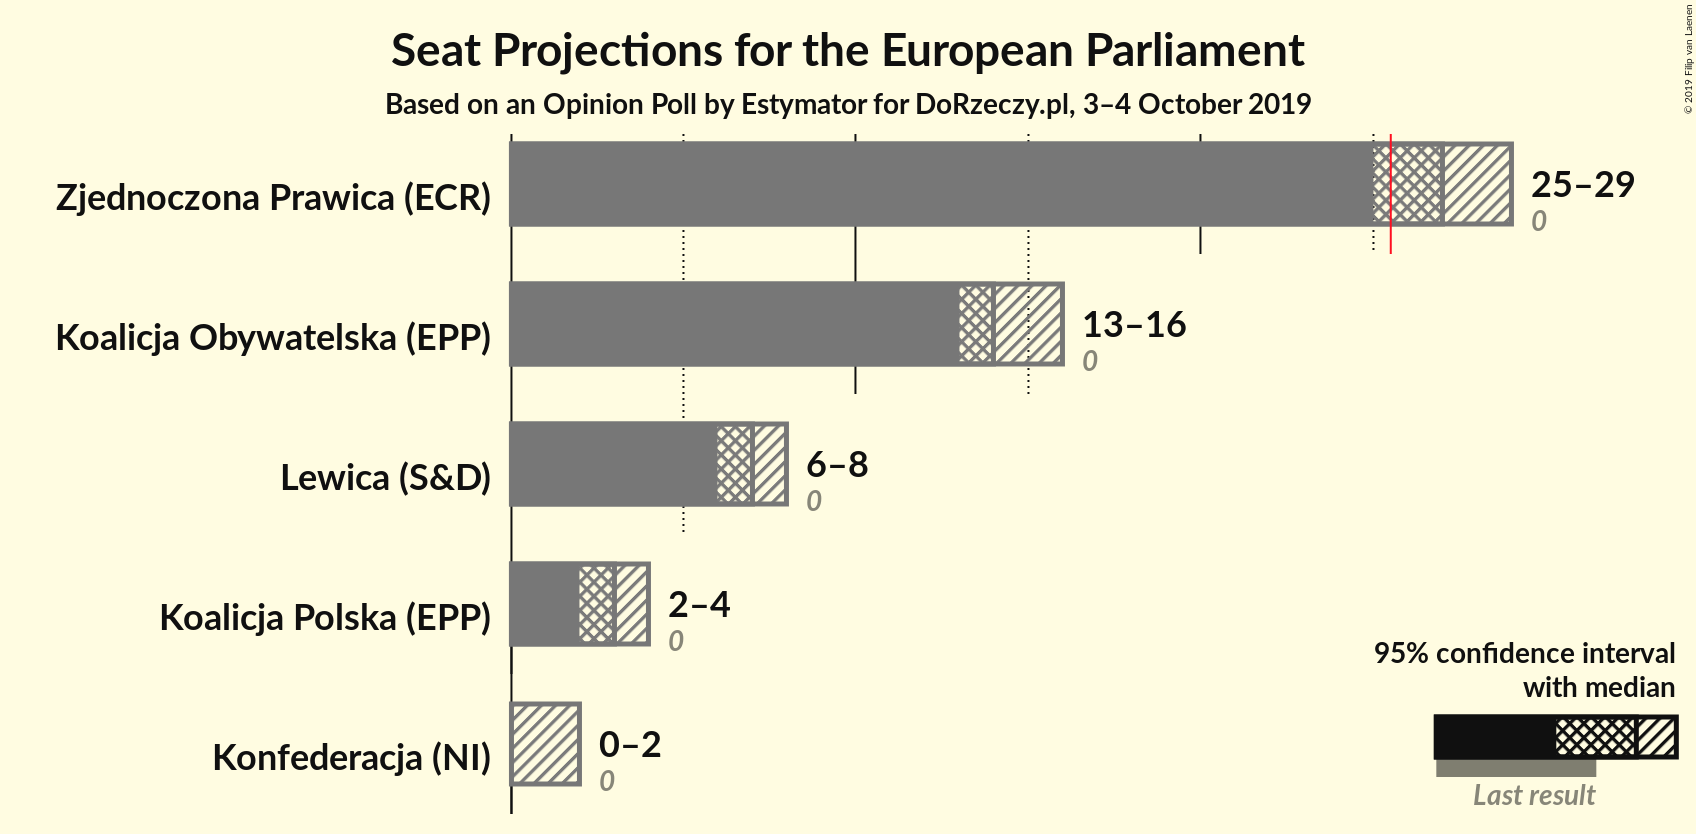 Seat Projections for the European Parliament
Based on an Opinion Poll by Estymator for DoRzeczy.pl, 3–4 October 2019
© 2019 Filip van Laenen
Zjednoczona Prawica (ECR)
25–29
0
Koalicja Obywatelska (EPP)
13–16
0
Lewica (S&D)
6–8
0
Koalicja Polska (EPP)
2–4
0
Konfederacja (NI)
0–2
0
95% confidence interval
with median
Last result